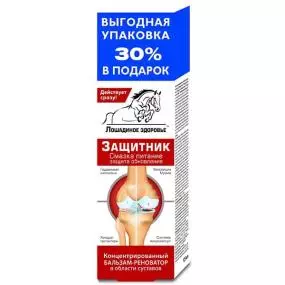 ВЫГОДНАЯ
УПАКОВКА
30%
В ПОДАРОК
Действует
сразу!
Лошадиное здоровье
ЗАЩИТНИК
Смазка питание
защита обновление
Концентрированный
БАЛЬЗАМ-РЕНОВАТОР
в области суставов